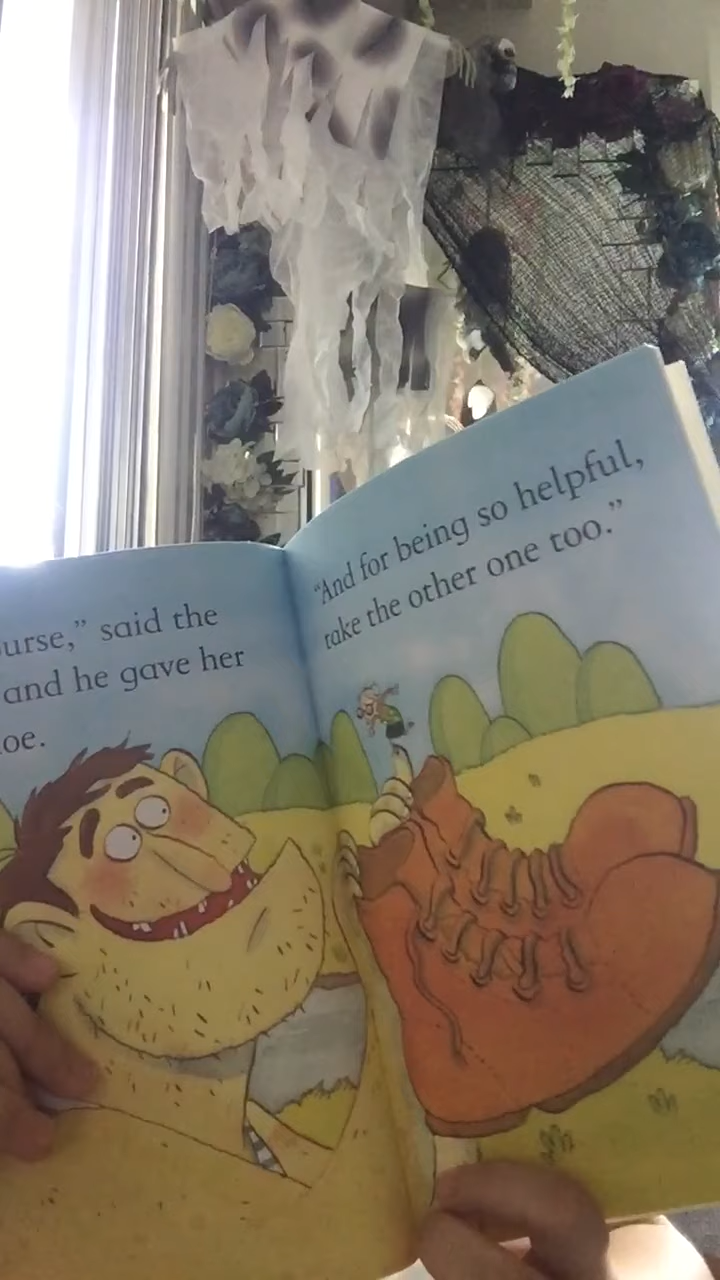 urse,” said the
and he gave her
oe.
“And for being so helpful,
take the other one too.”